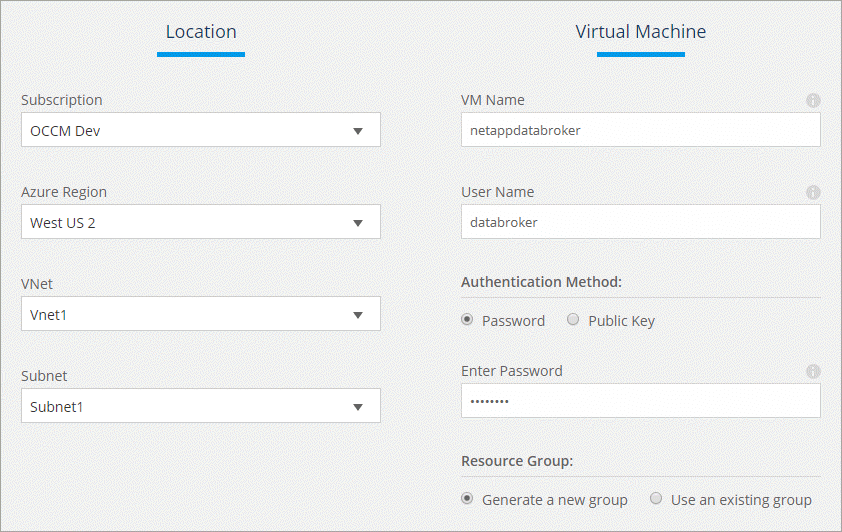 Location
Subscription
OCCM Dev
Azure Region
West US 2
VNet
Vnet1
Subnet
Subnet1
Virtual Machine
VM Name
netappdatabroker
User Name
databroker
Authentication Method:
Password Public Key
Enter Password
••••••••
Resource Group:
Generate a new group Use an existing group